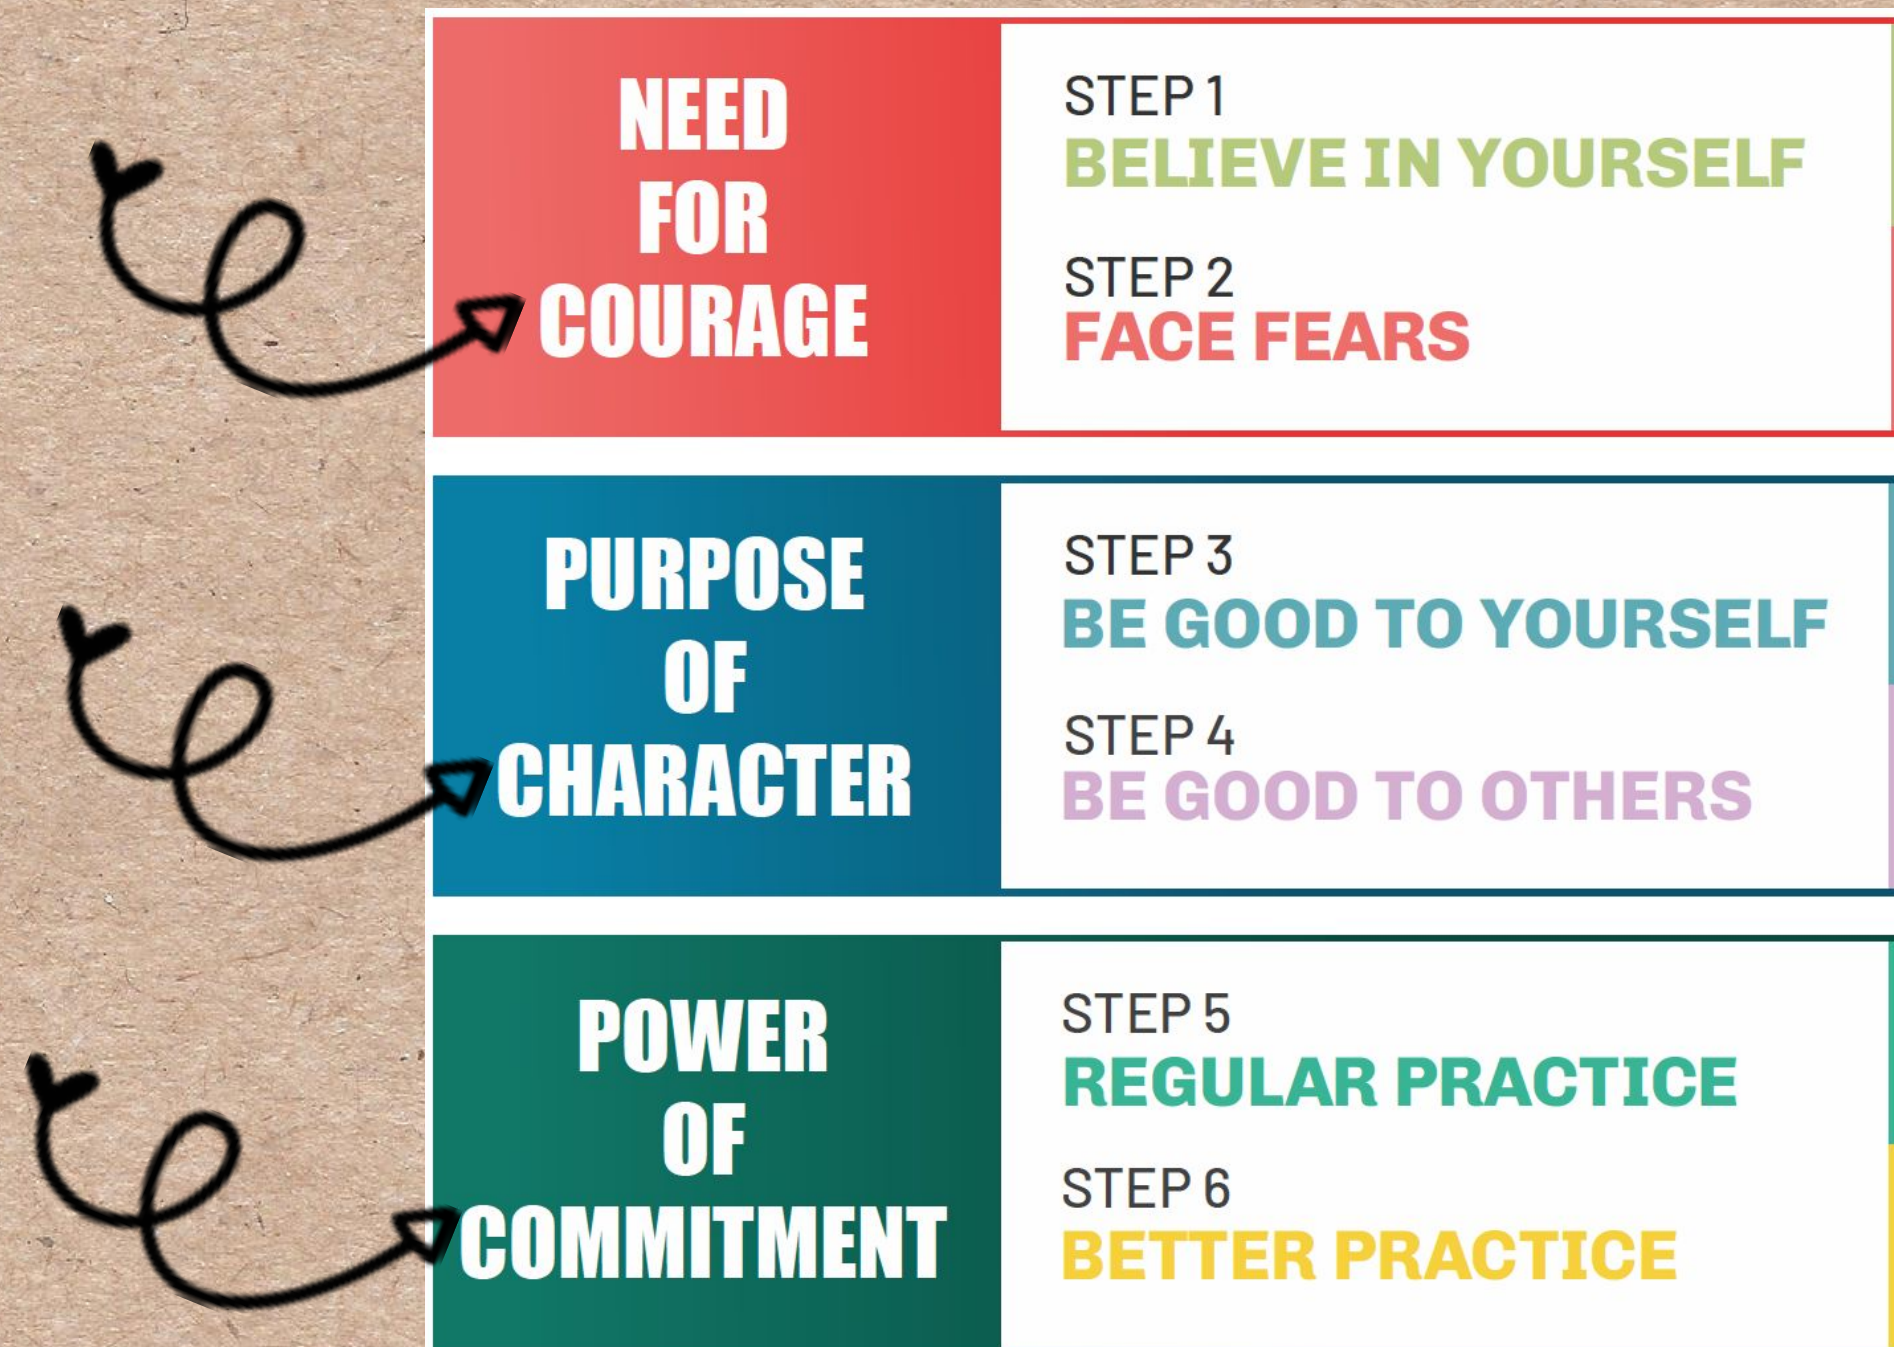 NEED
FOR
COURAGE
STEP 1
BELIEVE IN YOURSELF
STEP 2
FACE FEARS
PURPOSE
OF
CHARACTER
STEP 3
BE GOOD TO YOURSELF
STEP 4
BE GOOD TO OTHERS
POWER
OF
COMMITMENT
STEP 5
REGULAR PRACTICE
STEP 6
BETTER PRACTICE